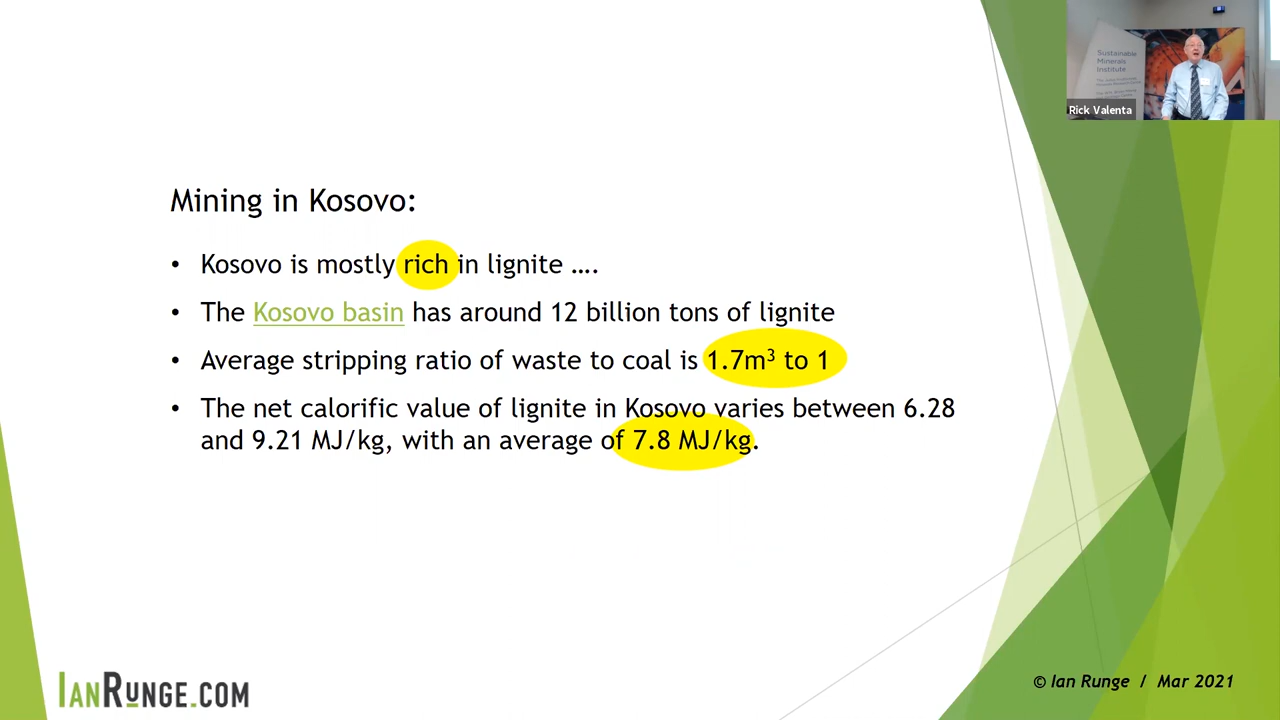 Sustainable
Minerals
Institute
Rick Valenta
Mining in Kosovo:
• Kosovo is mostly rich in lignite ....
• The Kosovo basin has around 12 billion tons of lignite
• Average stripping ratio of waste to coal is 1.7m³ to 1
• The net calorific value of lignite in Kosovo varies between 6.28
and 9.21 MJ/kg, with an average of 7.8 MJ/kg.
IANRUNGE.COM
© Ian Runge / Mar 2021